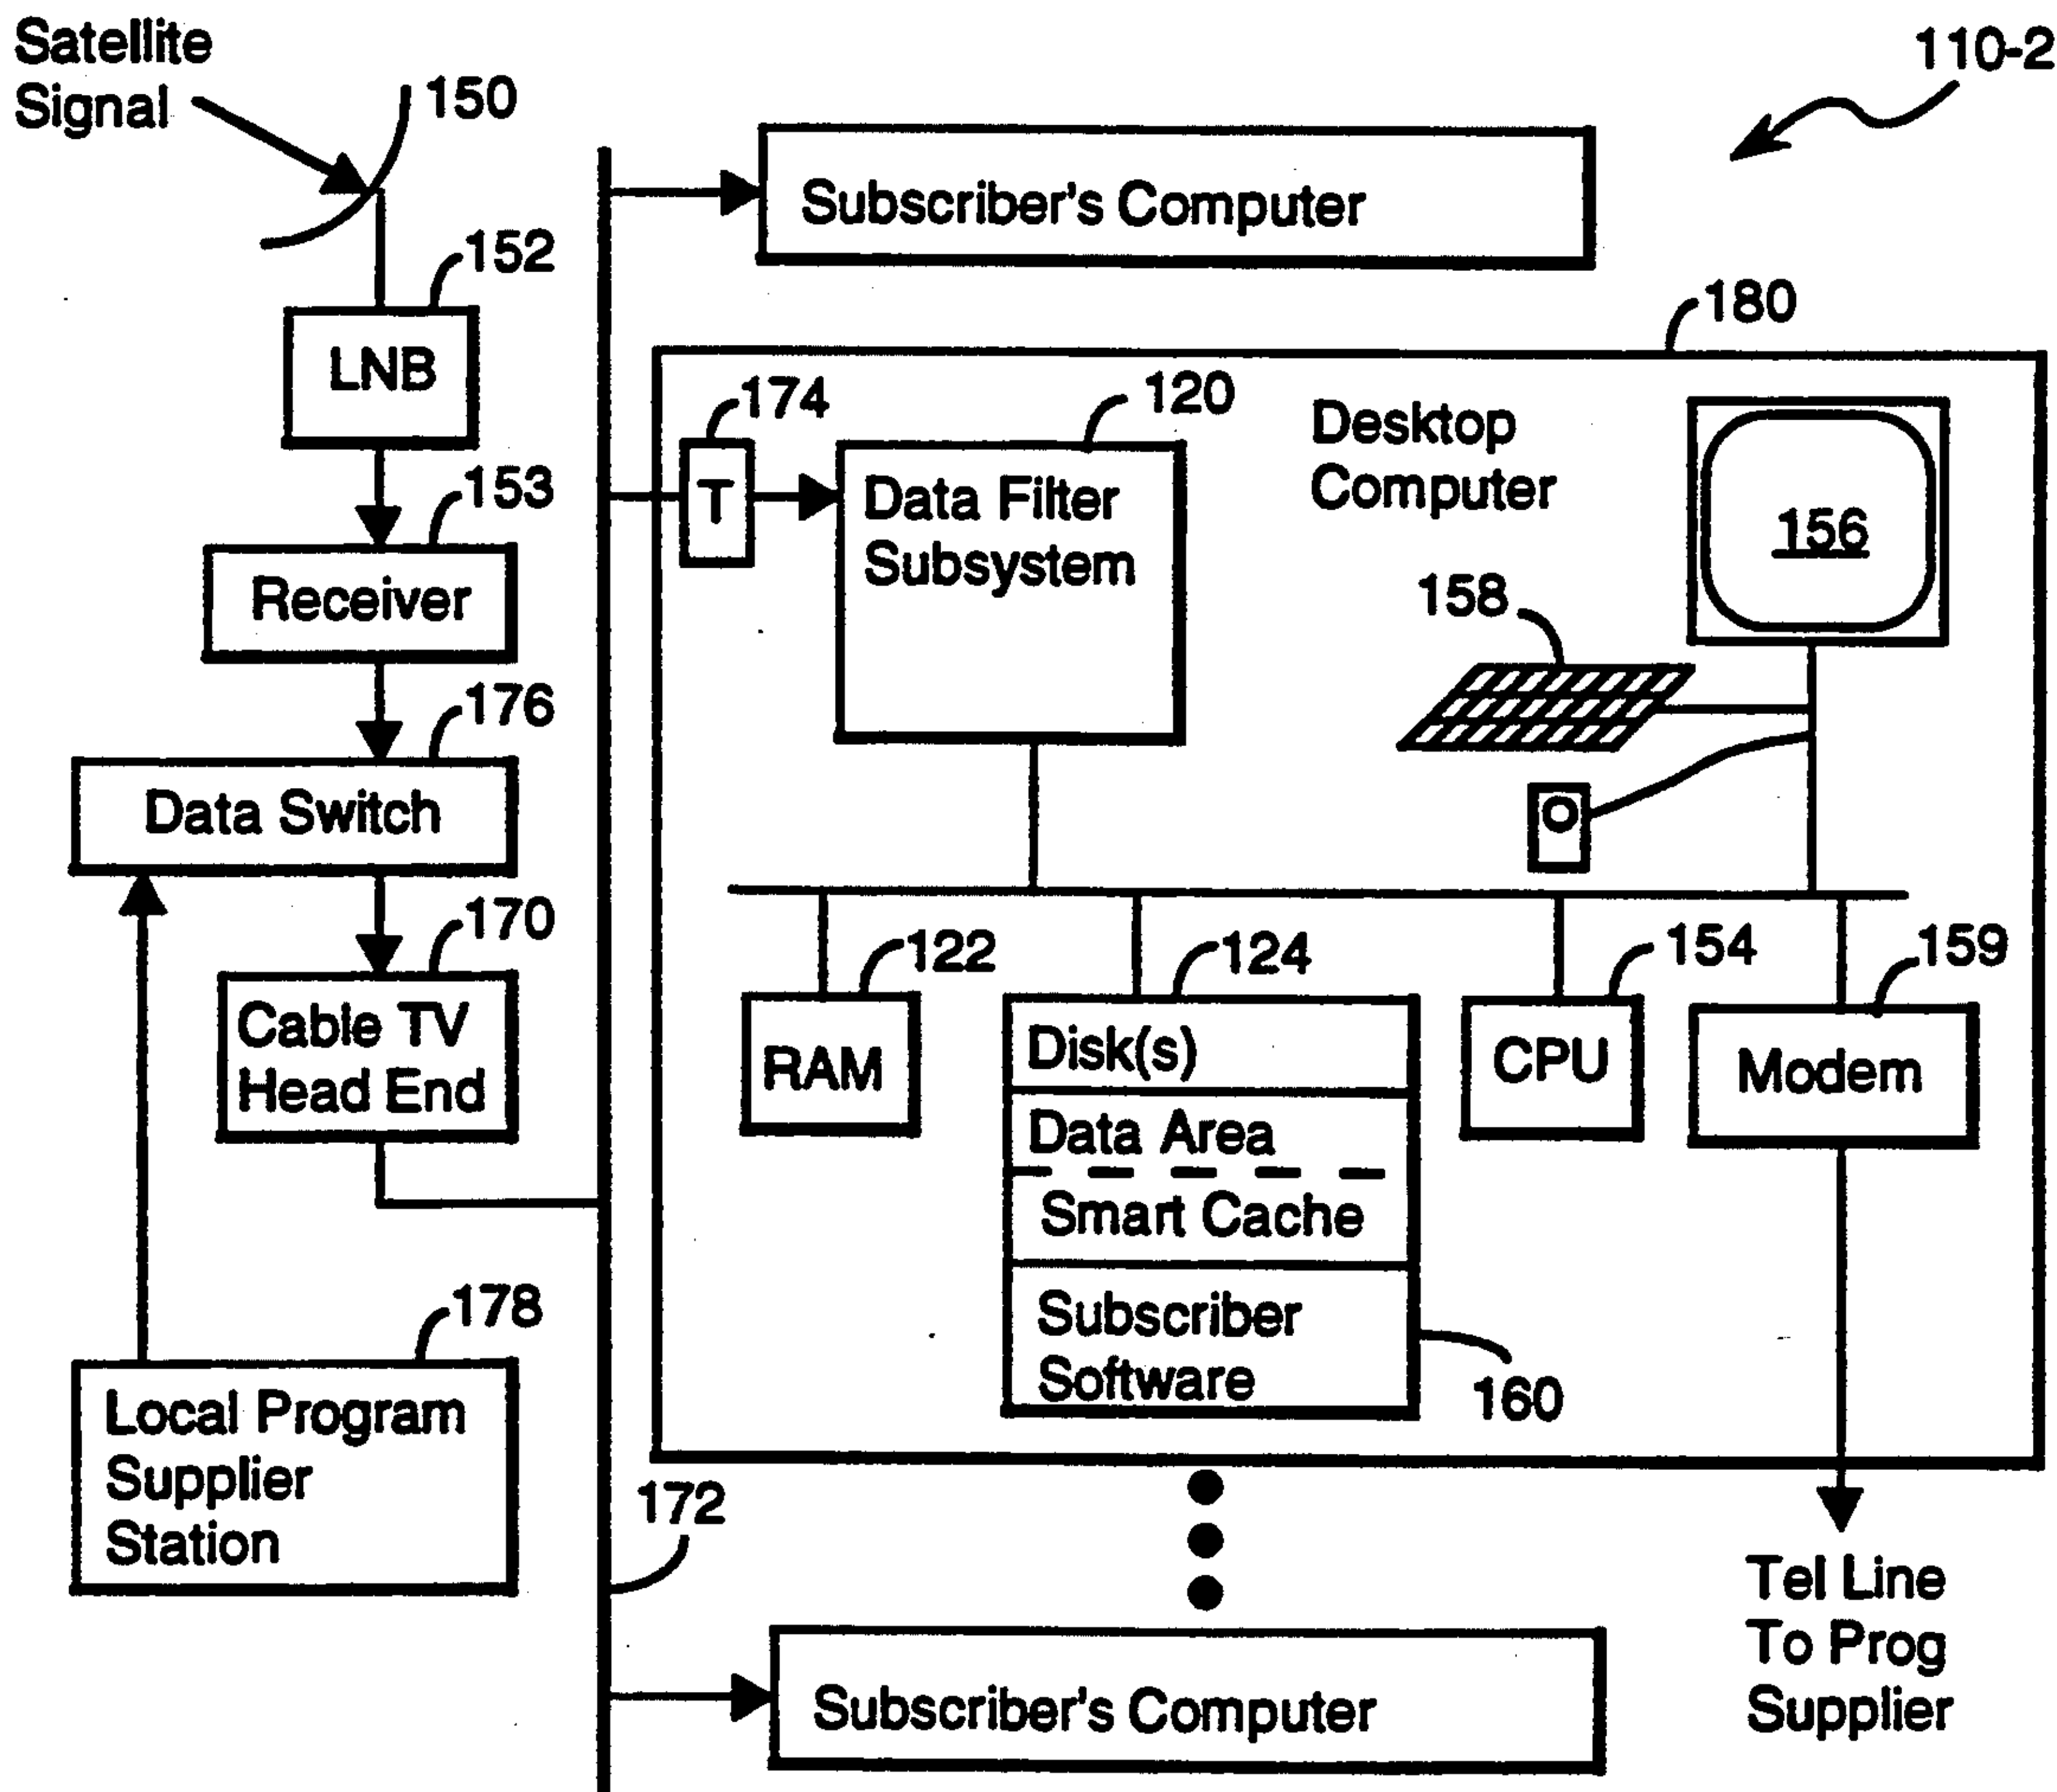 Satellite
Signal
150
110-2
Subscriber's Computer
152
LNB
180
174
120
Desktop
Computer
T
Data Filter
Subsystem
156
153
Receiver
158
176
Data Switch
170
Cable TV
Head End
122
RAM
124
Disk(s)
Data Area
Smart Cache
Subscriber
Software
160
154
CPU
159
Modem
178
Local Program
Supplier
Station
172
Tel Line
To Prog
Supplier
Subscriber's Computer